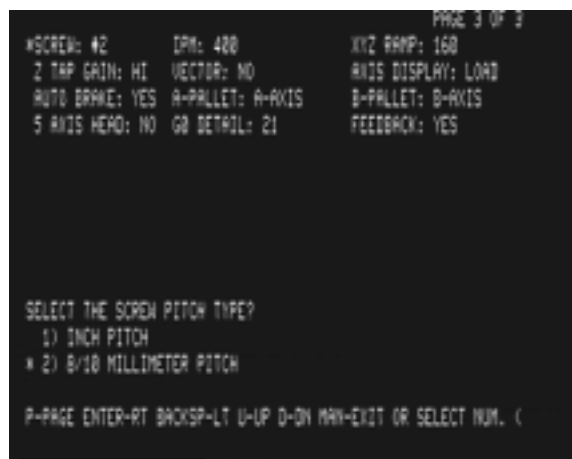 PAGE 3 OF 3
*SCREW: #2 IPM: 400 XYZ RAMP: 160
Z TAP GAIN: HI VECTOR: NO AXIS DISPLAY: LOAD
AUTO BRAKE: YES A-PALLET: A-AXIS B-PALLET: B-AXIS
5 AXIS HEAD: NO G0 DETAIL: 21 FEEDBACK: YES
SELECT THE SCREW PITCH TYPE?
1) INCH PITCH
* 2) 8/10 MILLIMETER PITCH
P-PAGE ENTER-RT BACKSP-LT U-UP D-DN MAN-EXIT OR SELECT NUM. (